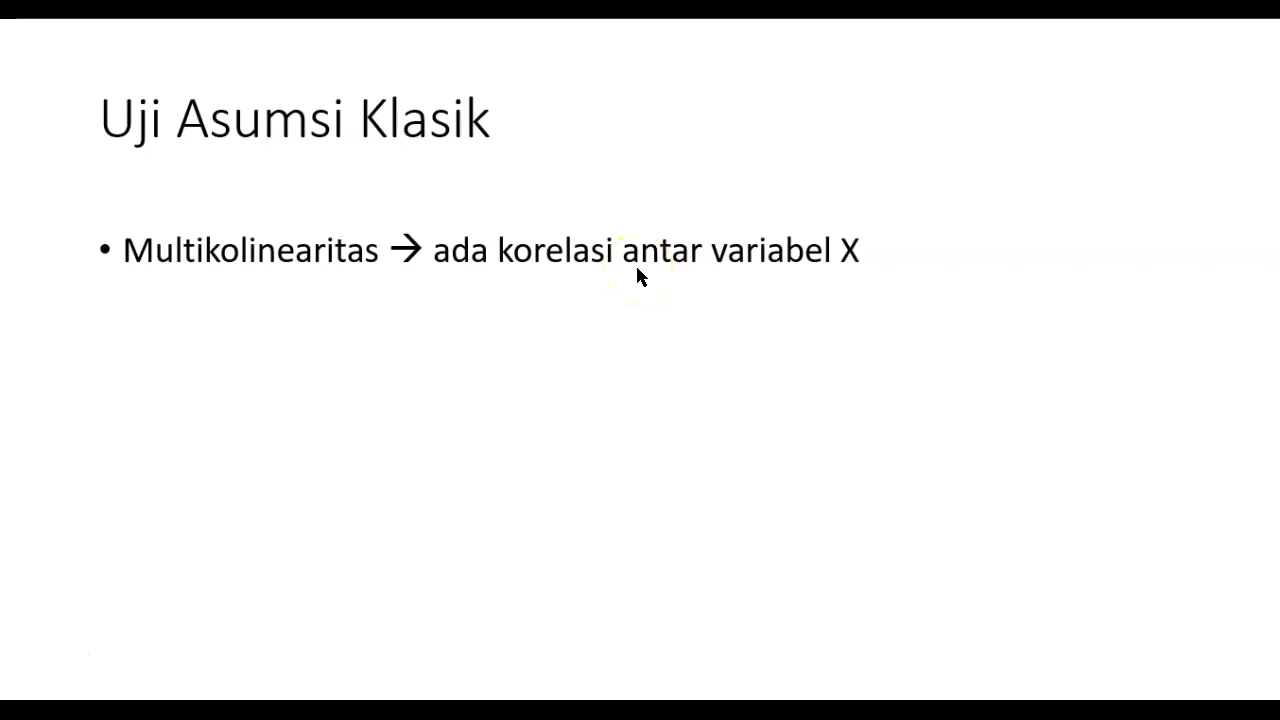 Uji Asumsi Klasik
• Multikolinearitas → ada korelasi antar variabel X